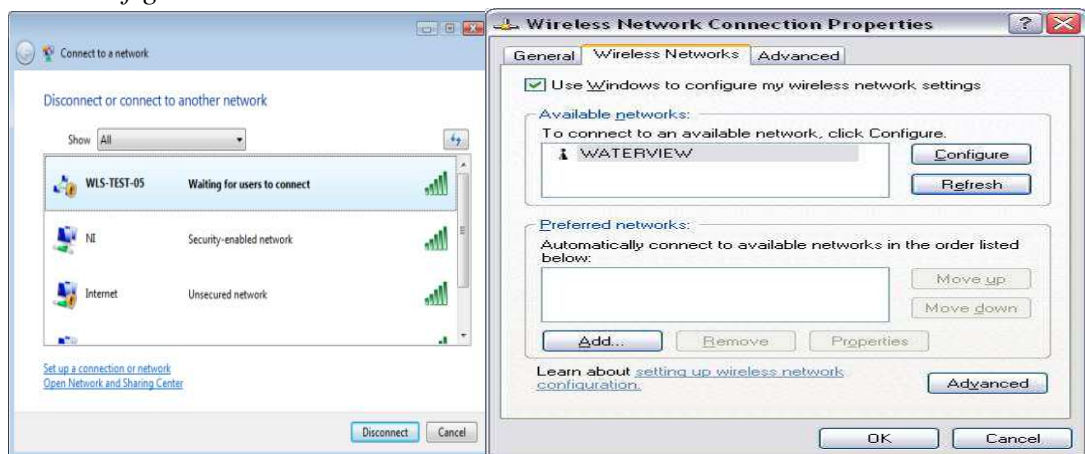 Connect to a network
Disconnect or connect to another network
Show All
WLS-TEST-05 Waiting for users to connect
NI Security-enabled network
Internet Unsecured network
Set up a connection or network
Open Network and Sharing Center
Disconnect Cancel
Wireless Network Connection Properties
General Wireless Networks Advanced
Use Windows to configure my wireless network settings
Available networks:
To connect to an available network, click Configure.
WATERVIEW
Configure
Refresh
Preferred networks:
Automatically connect to available networks in the order listed
below:
Move up
Move down
Add... Remove Properties
Learn about setting up wireless network
configuration.
Advanced
OK Cancel